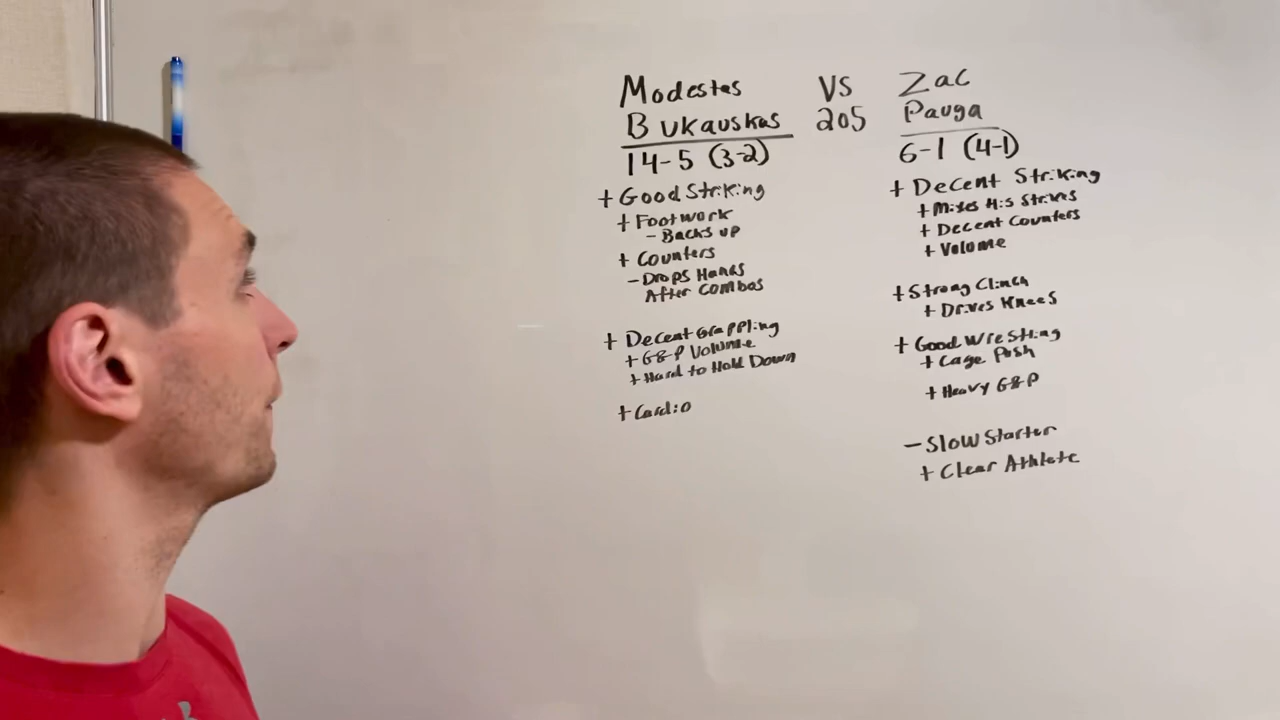 Modestas
Bukauskas
14-5 (3-2)
+ Good Striking
+ Footwork
- Backs up
+ Counters
- Drops Hands
After Combos
+ Decent Grappling
+ G&P Volume
+ Hard to Hold Down
+ Cardio
VS
205
Zac
Pauga
6-1 (4-1)
+ Decent Striking
+ Mixes His Strikes
+ Decent Counters
+ Volume
+ Strong Clinch
+ Drives Knees
+ Good Wrestling
+ Cage Push
+ Heavy G&P
- Slow Starter
+ Clear Athlete